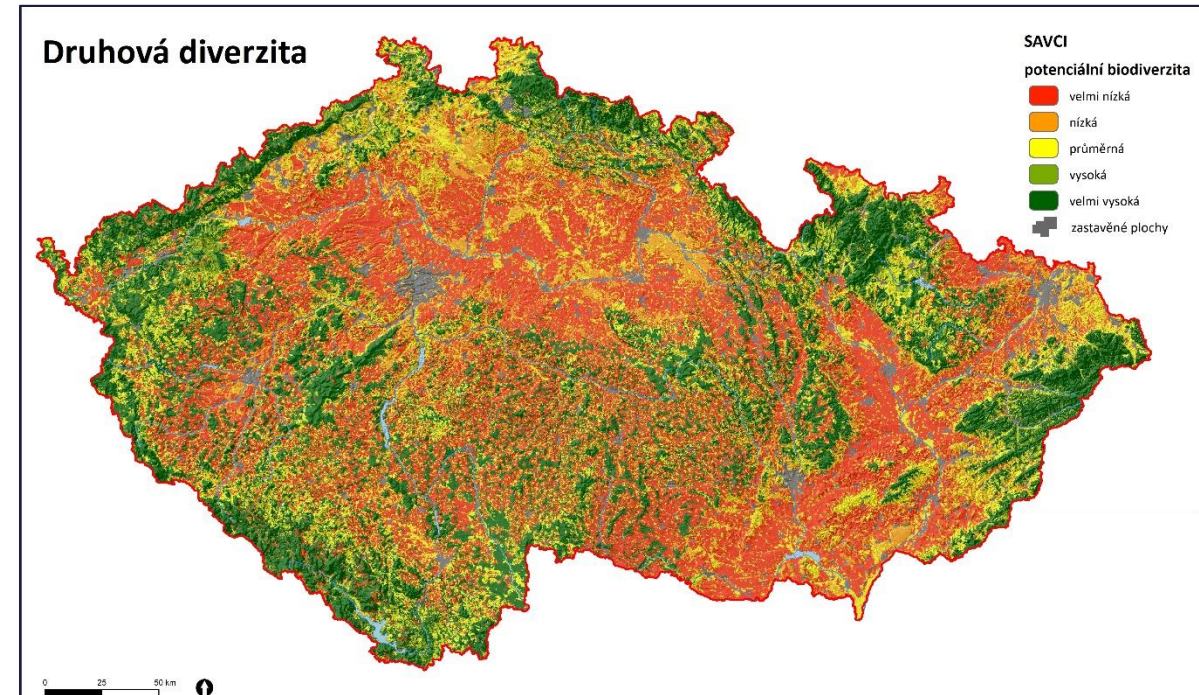 Druhová diverzita
SAVCI
potenciální biodiverzita
velmi nízká
nízká
průměrná
vysoká
velmi vysoká
zastavěné plochy
0 25 50 km